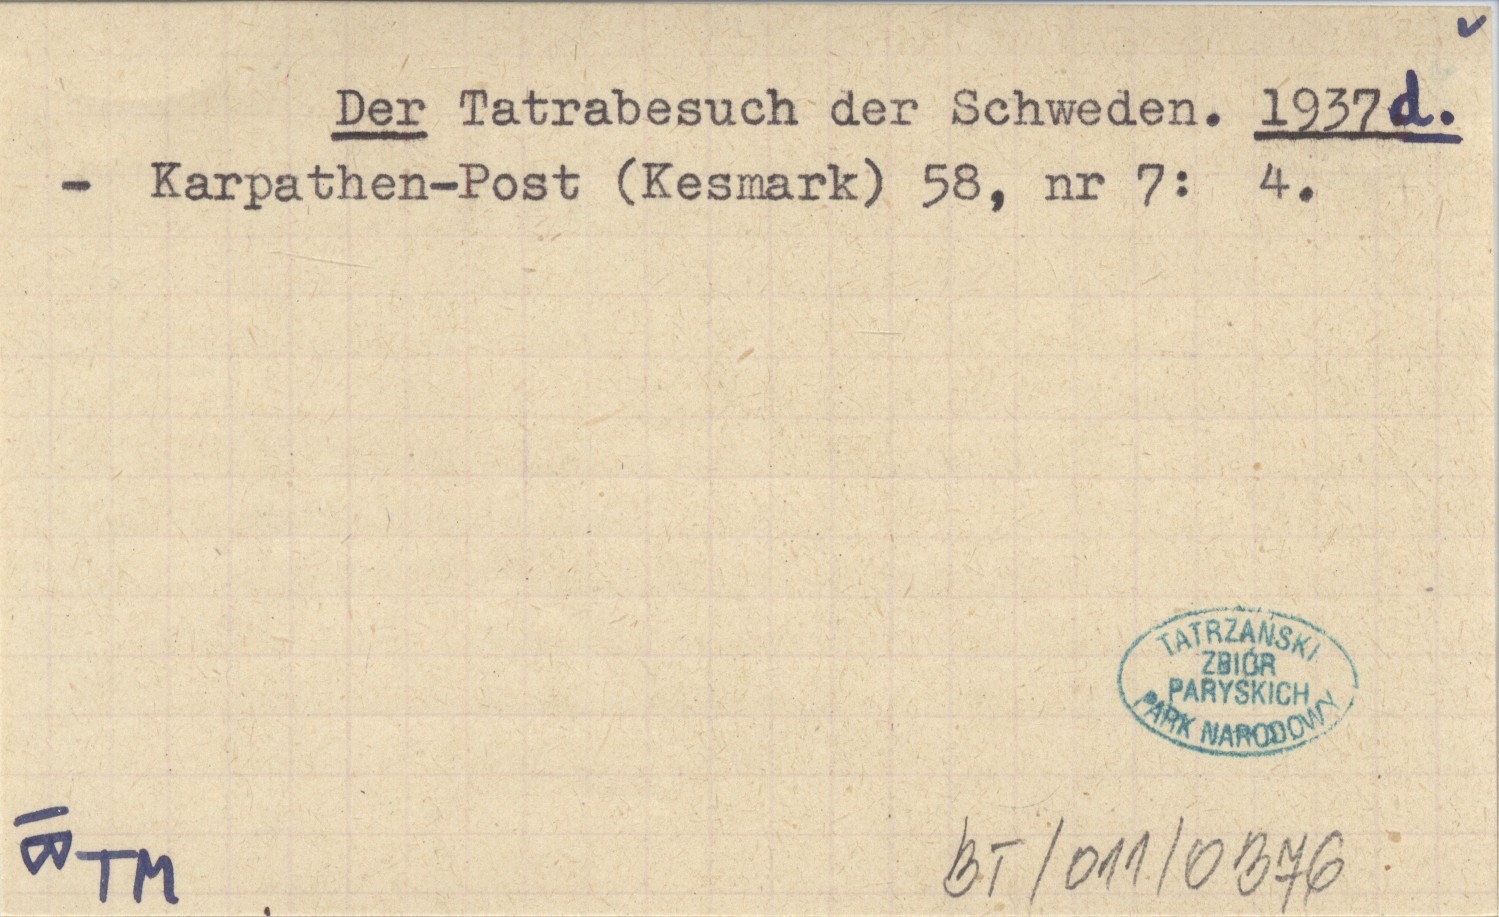 Der Tatrabesuch der Schweden. 1937d.
- Karpathen-Post (Kesmark) 58, nr 7: 4.
TATRZAŃSKI
ZBIÓR
PARYSKICH
PARK NARODOWY
B TM
BT/011/0376